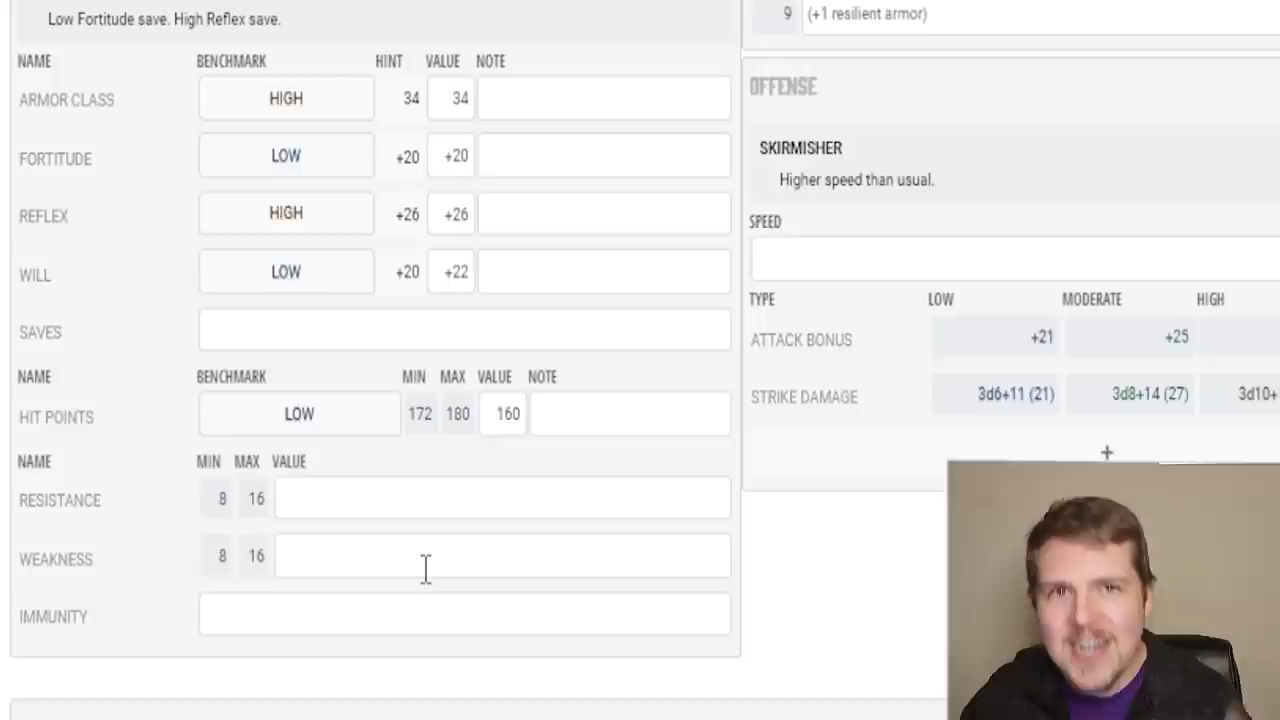 Low Fortitude save. High Reflex save.
NAME BENCHMARK HINT VALUE NOTE
ARMOR CLASS HIGH 34 34
FORTITUDE LOW +20 +20
REFLEX HIGH +26 +26
WILL LOW +20 +22
SAVES
NAME BENCHMARK MIN MAX VALUE NOTE
HIT POINTS LOW 172 180 160
NAME MIN MAX VALUE
RESISTANCE 8 16
WEAKNESS 8 16
IMMUNITY
9 (+1 resilient armor)
OFFENSE
SKIRMISHER
Higher speed than usual.
SPEED
TYPE LOW MODERATE HIGH
ATTACK BONUS +21 +25
STRIKE DAMAGE 3d6+11 (21) 3d8+14 (27) 3d10+
+